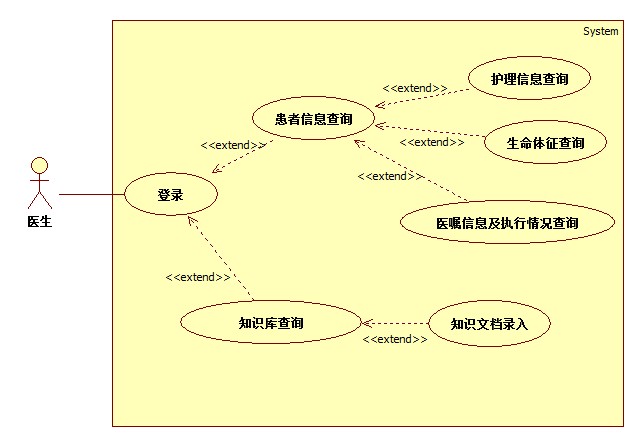 System
护理信息查询
<<extend>>
患者信息查询
<<extend>>
生命体征查询
<<extend>>
<<extend>>
登录
医生
医嘱信息及执行情况查询
<<extend>>
知识库查询
知识文档录入
<<extend>>